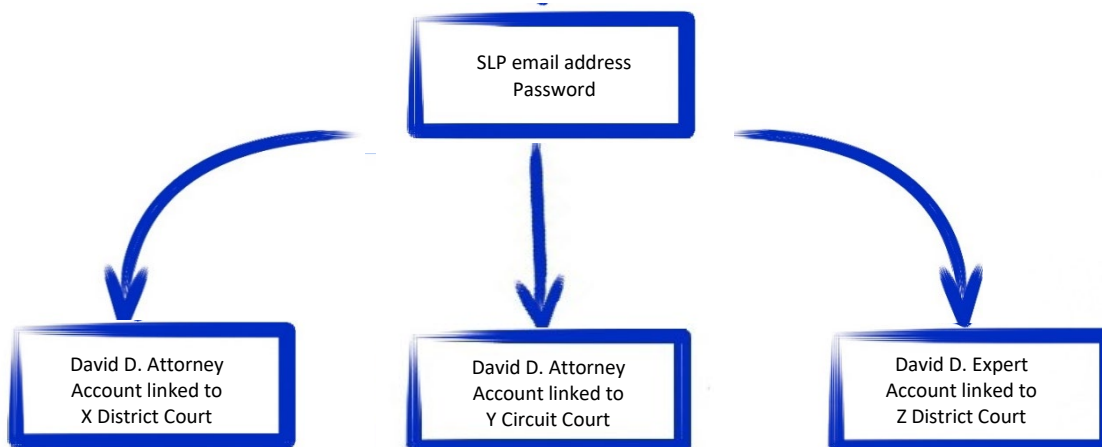 SLP email address
Password
David D. Attorney
Account linked to
X District Court
David D. Attorney
Account linked to
Y Circuit Court
David D. Expert
Account linked to
Z District Court